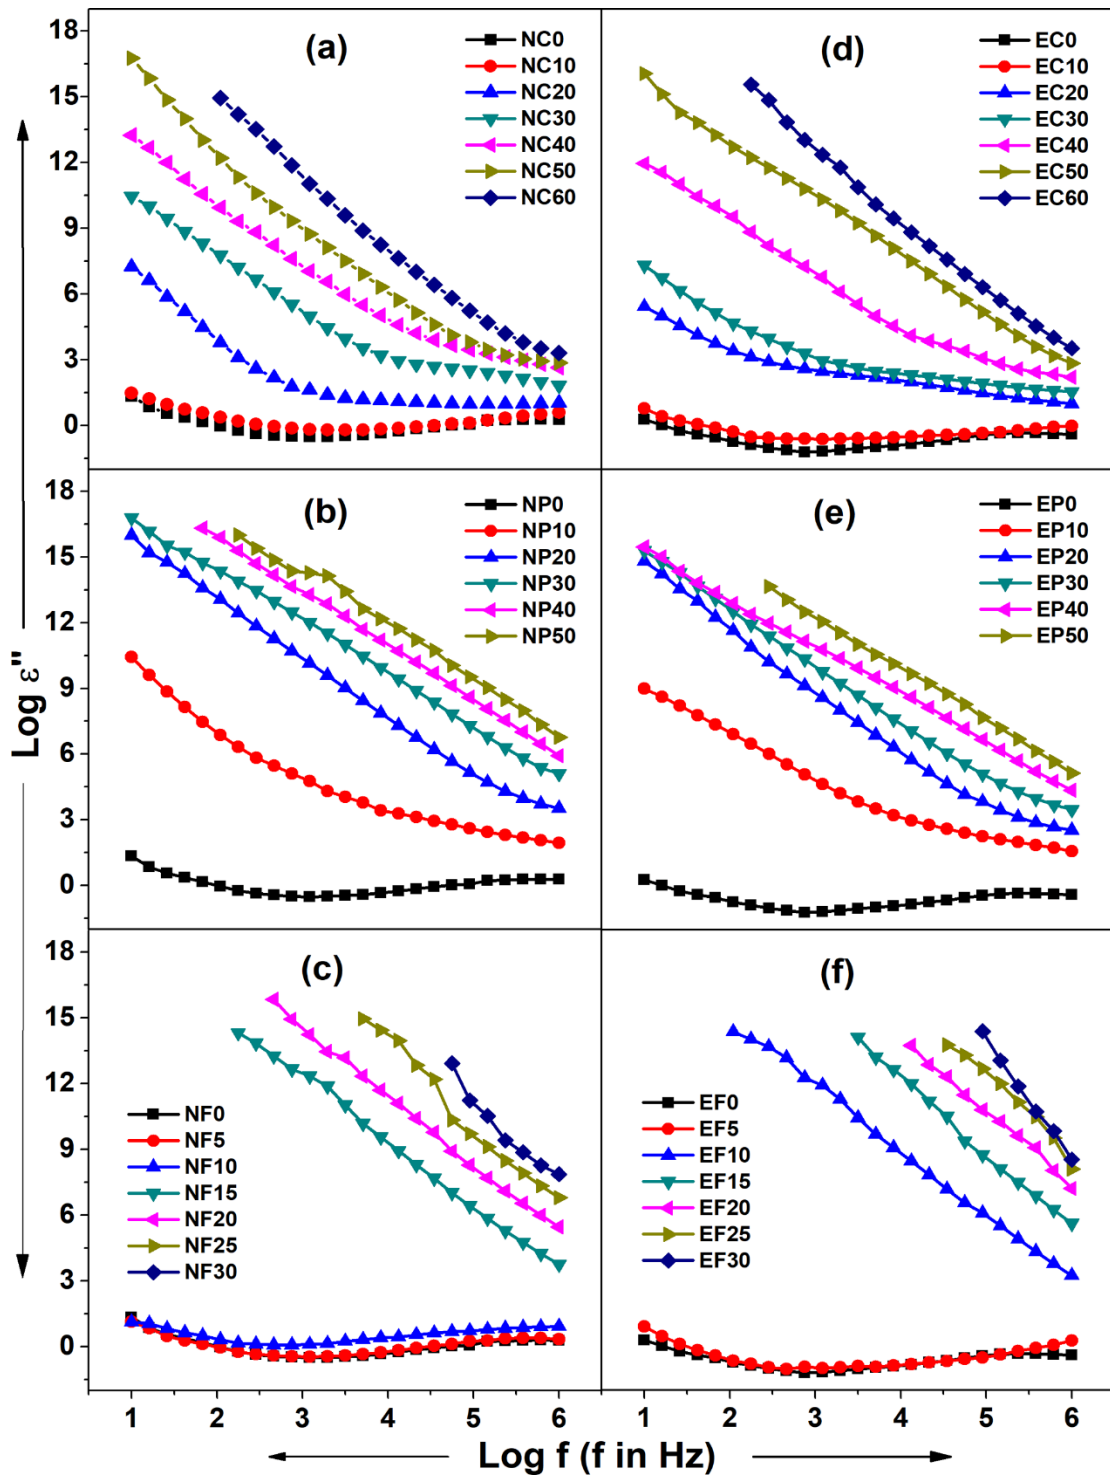 (a)
NC0
NC10
NC20
NC30
NC40
NC50
NC60
18
15
12
9
6
3
0
(d)
EC0
EC10
EC20
EC30
EC40
EC50
EC60
(b)
NP0
NP10
NP20
NP30
NP40
NP50
18
15
12
9
6
3
0
(e)
EP0
EP10
EP20
EP30
EP40
EP50
Log ε"
(c)
NF0
NF5
NF10
NF15
NF20
NF25
NF30
18
15
12
9
6
3
0
(f)
EF0
EF5
EF10
EF15
EF20
EF25
EF30
1 2 3 4 5 6 1 2 3 4 5 6
Log f (f in Hz)